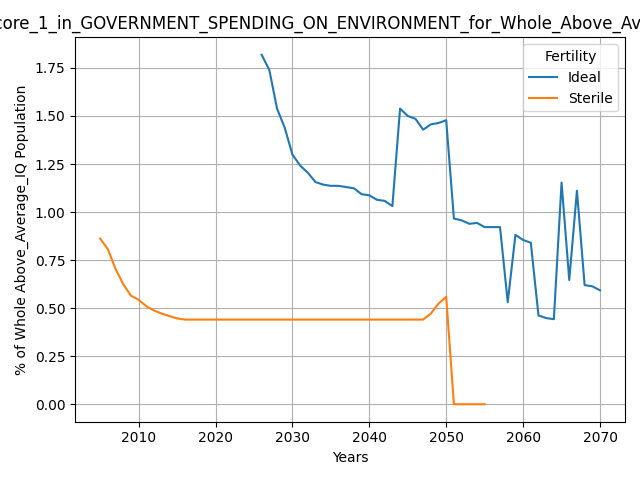 core_1_in_GOVERNMENT_SPENDING_ON_ENVIRONMENT_for_Whole_Above_Av
Fertility
Ideal
Sterile
% of Whole Above_Average_IQ Population
1.75
1.50
1.25
1.00
0.75
0.50
0.25
0.00
2010 2020 2030 2040 2050 2060 2070
Years